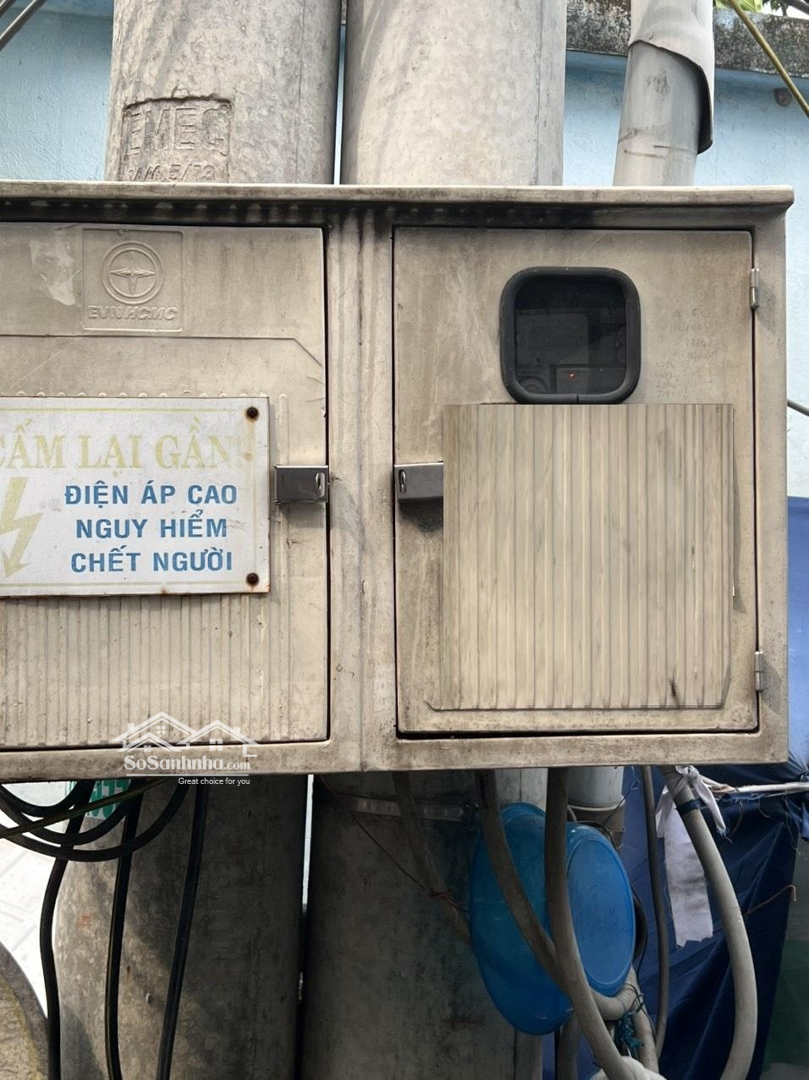 EMEC
EVNHCMC
CẤM LẠI GẦN
ĐIỆN ÁP CAO
NGUY HIỂM
CHẾT NGƯỜI
SoSanhnha.com
Great choice for you